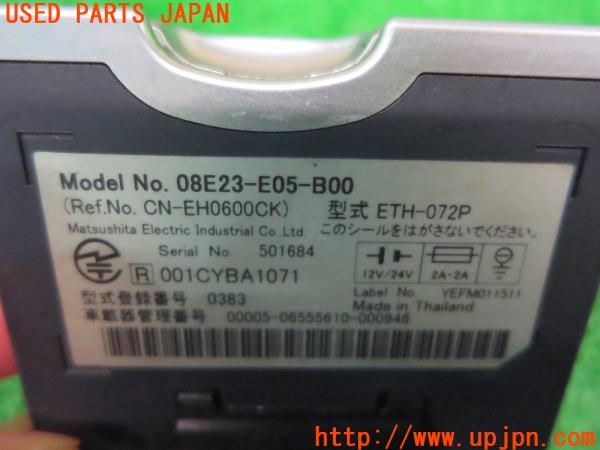 USED PARTS JAPAN
Model No. 08E23-E05-B00
(Ref.No. CN-EH0600CK) 型式 ETH-072P
Matsushita Electric Industrial Co.,Ltd. このシールをはがさないでください。
Serial No. 501684
R 001CYBA1071
12V/24V 2A-2A
型式登録番号 0383
Label No. YEFM011511
Made in Thailand
車載器管理番号 00005-06555610-000946
http://www.upjpn.com/